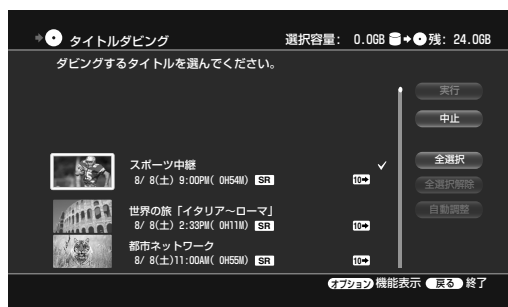 タイトルダビング 選択容量: 0.0GB ➜ 残: 24.0GB
ダビングするタイトルを選んでください。
実行
中止
スポーツ中継 ✓ 全選択
8/ 8(土) 9:00PM( 0H54M) SR 10➜
全選択解除
世界の旅「イタリア～ローマ」 自動調整
8/ 8(土) 2:33PM( 0H11M) SR 10➜
都市ネットワーク
8/ 8(土)11:00AM( 0H55M) SR 10➜
オプション 機能表示 戻る 終了